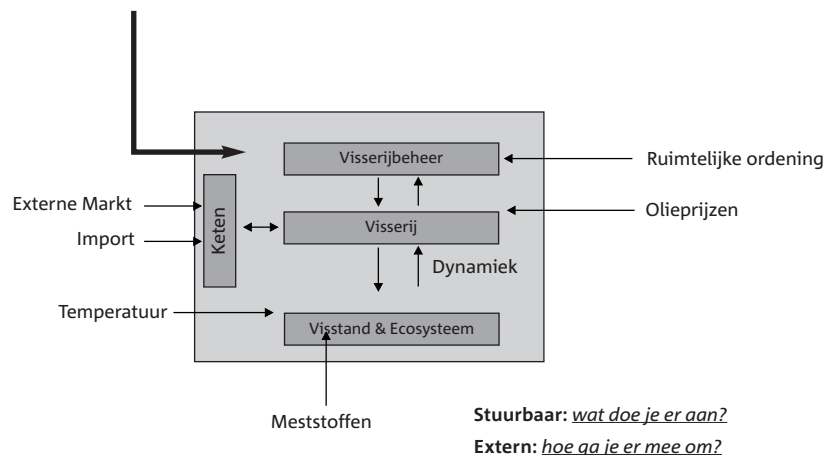 Visserijbeheer
Ruimtelijke ordening
Externe Markt
Import
Keten
Visserij
Olieprijzen
Dynamiek
Temperatuur
Visstand & Ecosysteem
Meststoffen
Stuurbaar: wat doe je er aan?
Extern: hoe ga je er mee om?